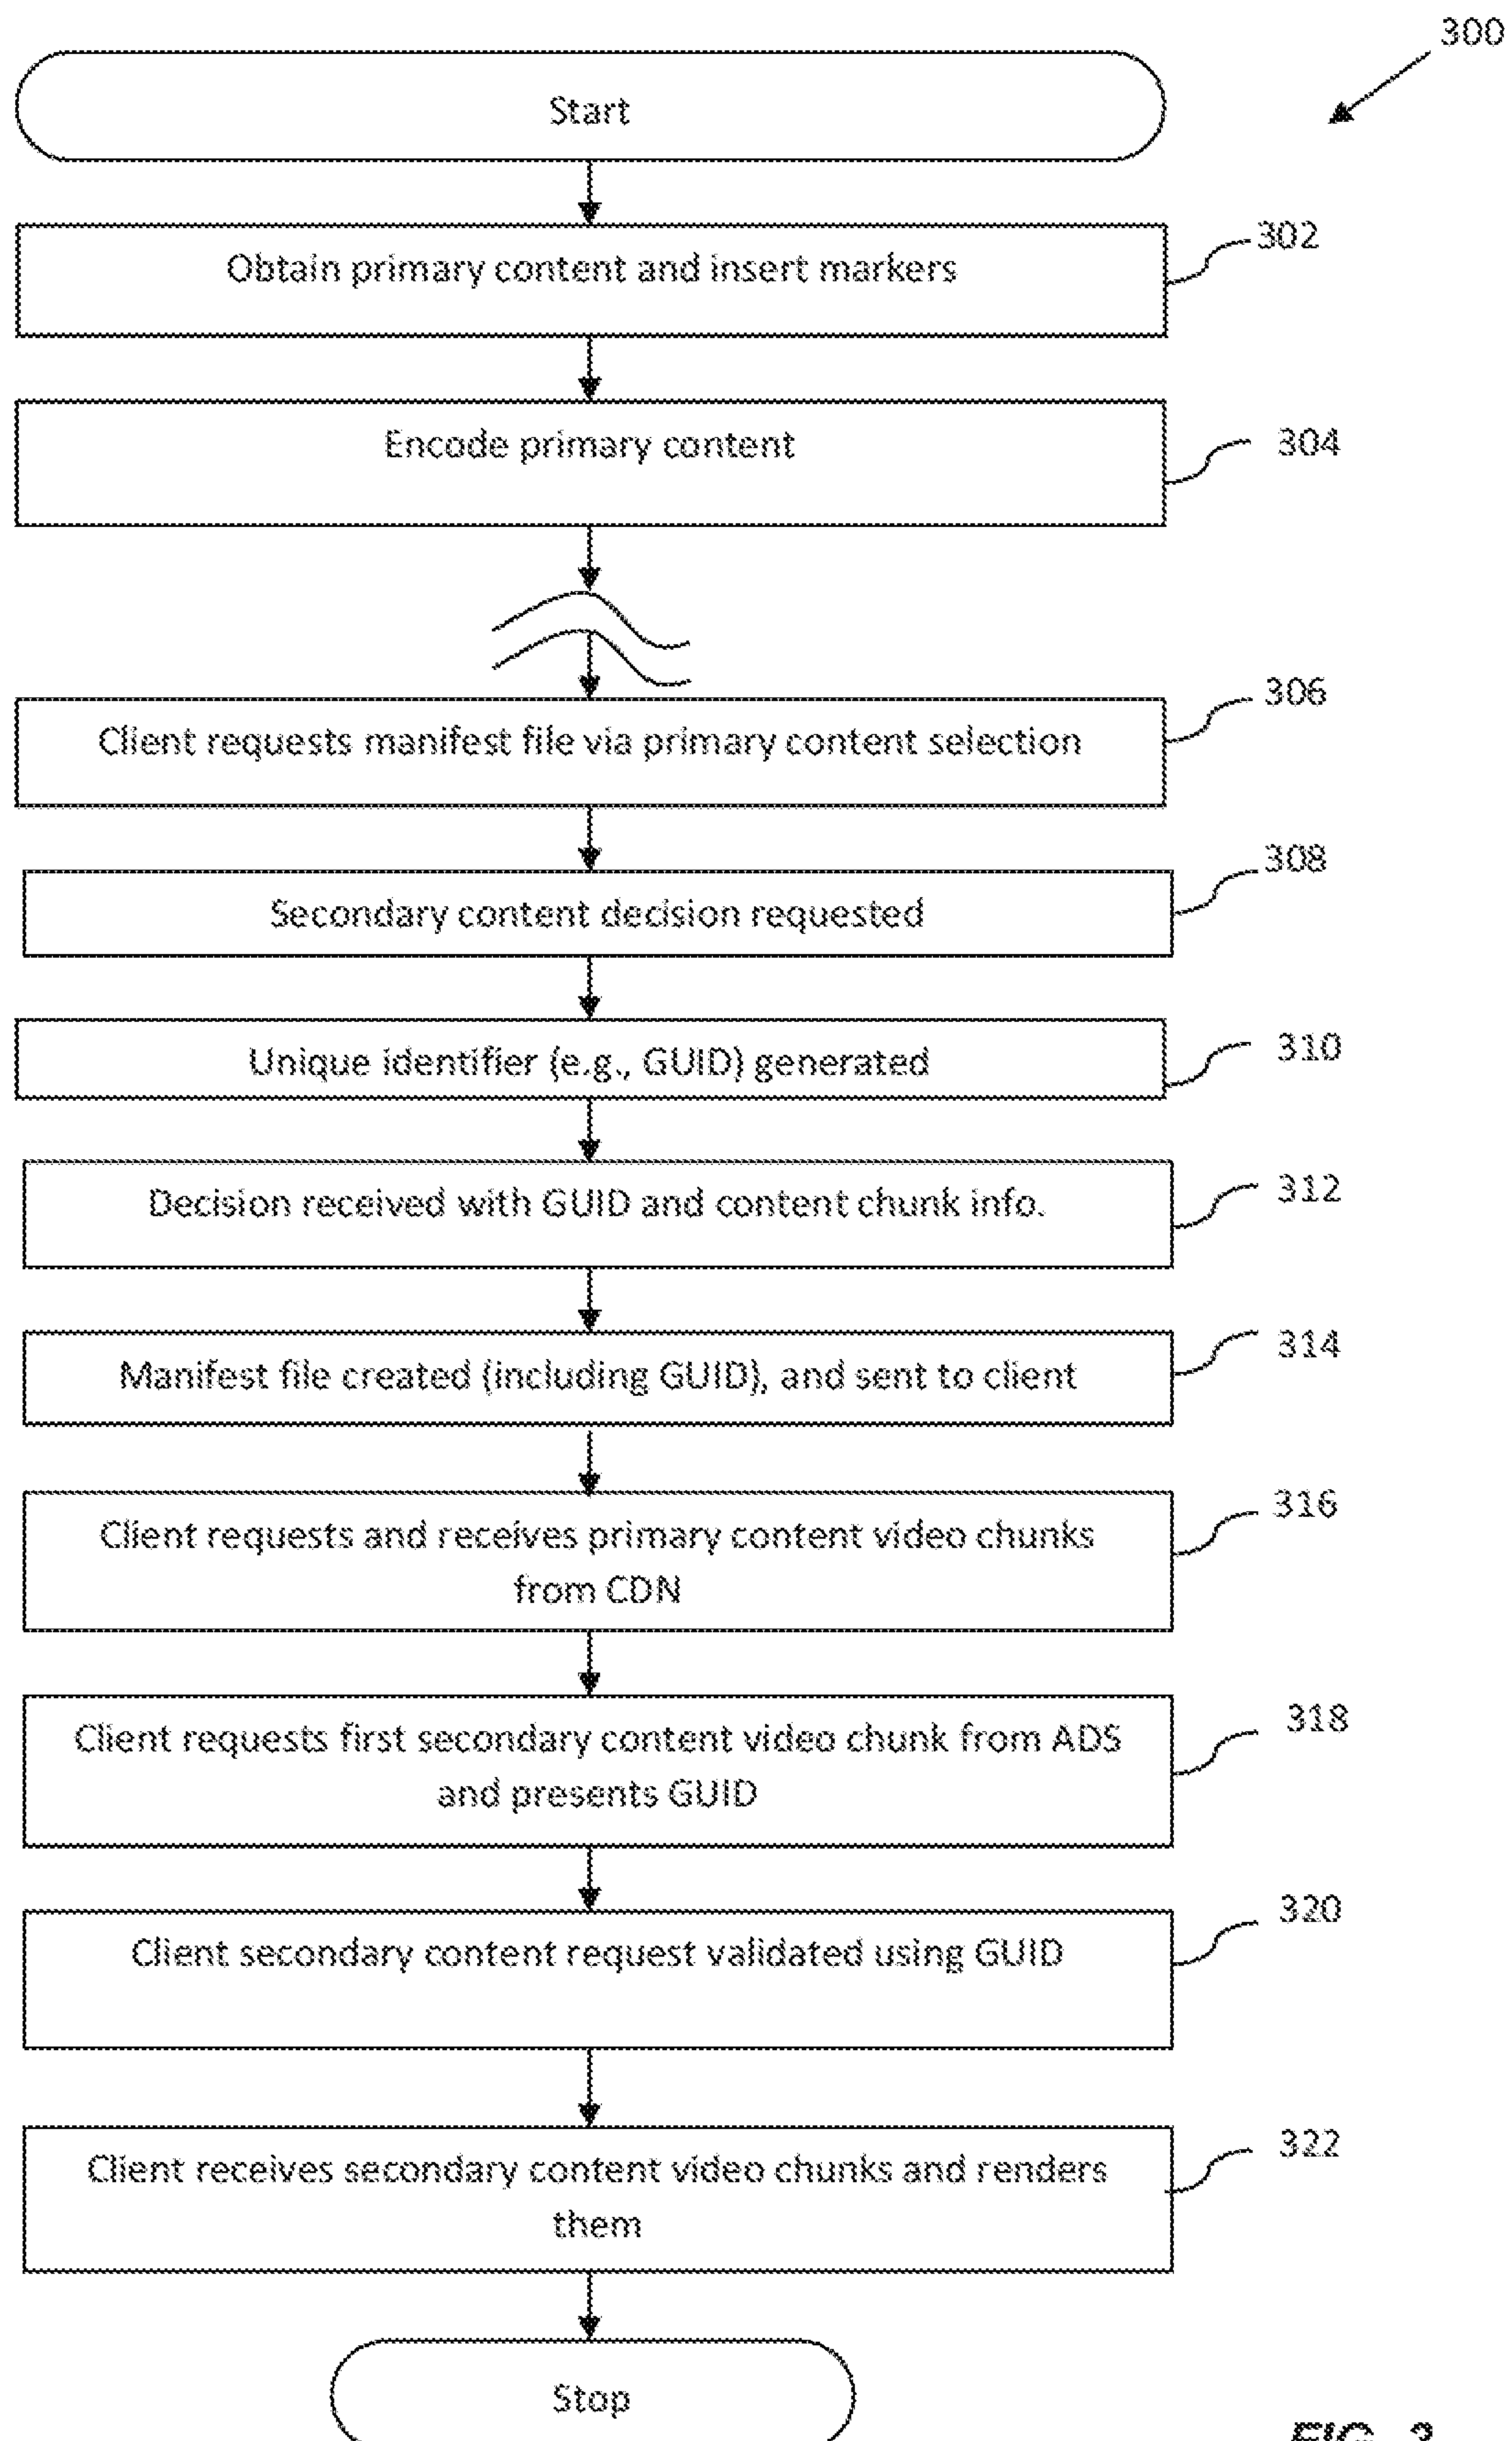 300
Start
302
Obtain primary content and insert markers
304
Encode primary content
306
Client requests manifest file via primary content selection
308
Secondary content decision requested
310
Unique identifier (e.g., GUID) generated
312
Decision received with GUID and content chunk info.
314
Manifest file created (including GUID), and sent to client
316
Client requests and receives primary content video chunks
from CDN
318
Client requests first secondary content video chunk from ADS
and presents GUID
320
Client secondary content request validated using GUID
322
Client receives secondary content video chunks and renders
them
Stop
FIG.